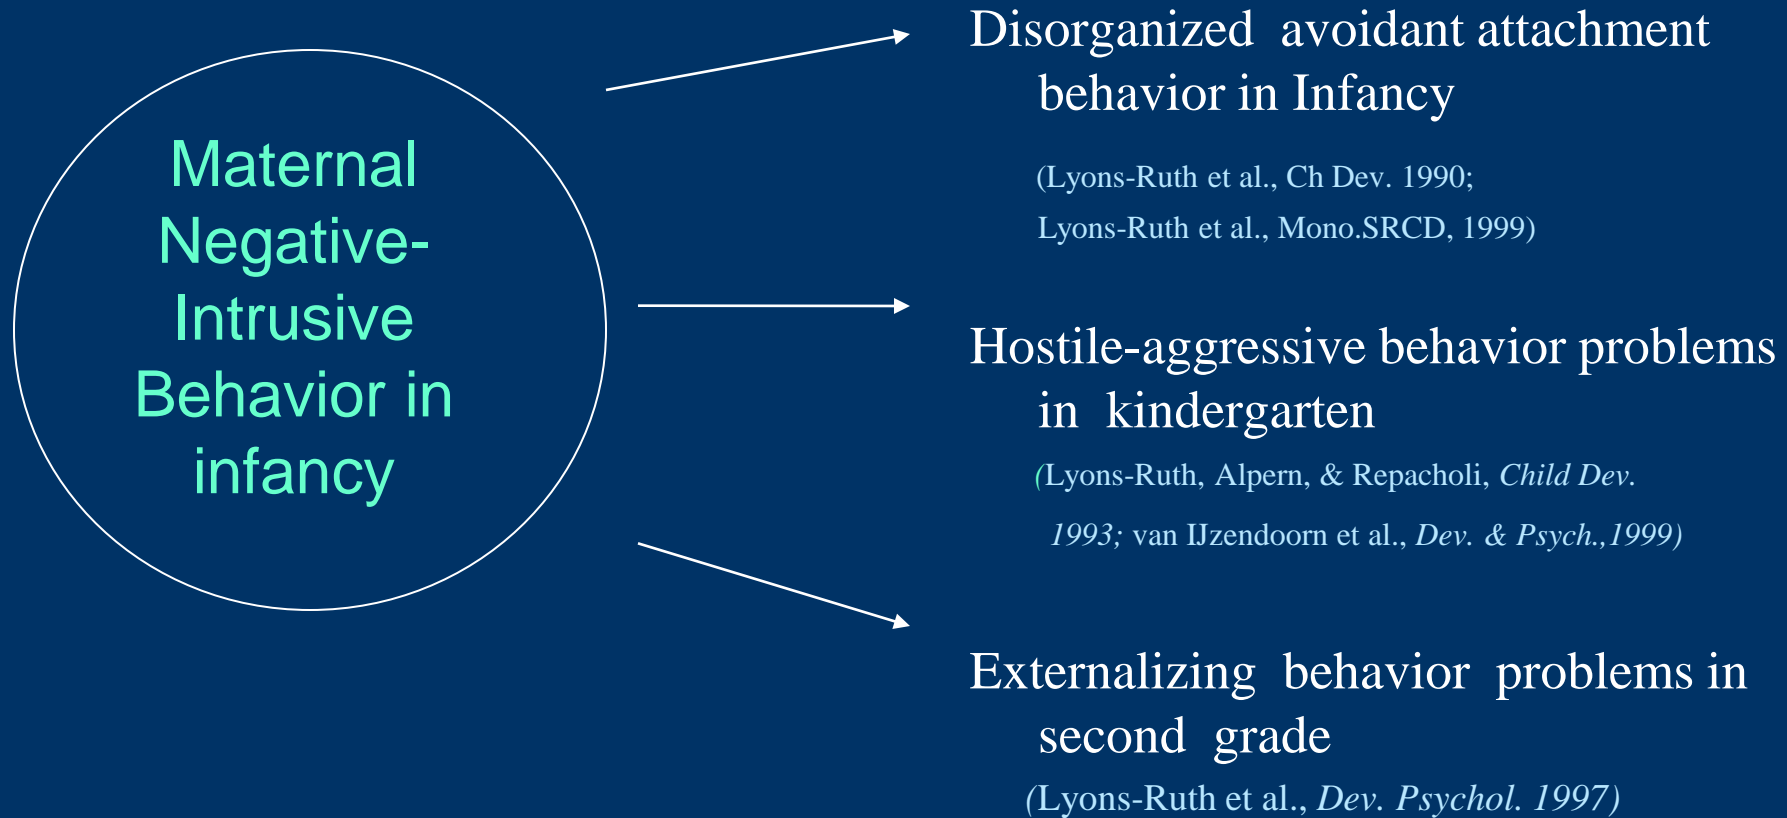 Maternal
Negative-
Intrusive
Behavior in
infancy
Disorganized avoidant attachment
behavior in Infancy
(Lyons-Ruth et al., Ch Dev. 1990;
Lyons-Ruth et al., Mono.SRCD, 1999)
Hostile-aggressive behavior problems
in kindergarten
(Lyons-Ruth, Alpern, & Repacholi, Child Dev.
1993; van IJzendoorn et al., Dev. & Psych.,1999)
Externalizing behavior problems in
second grade
(Lyons-Ruth et al., Dev. Psychol. 1997)